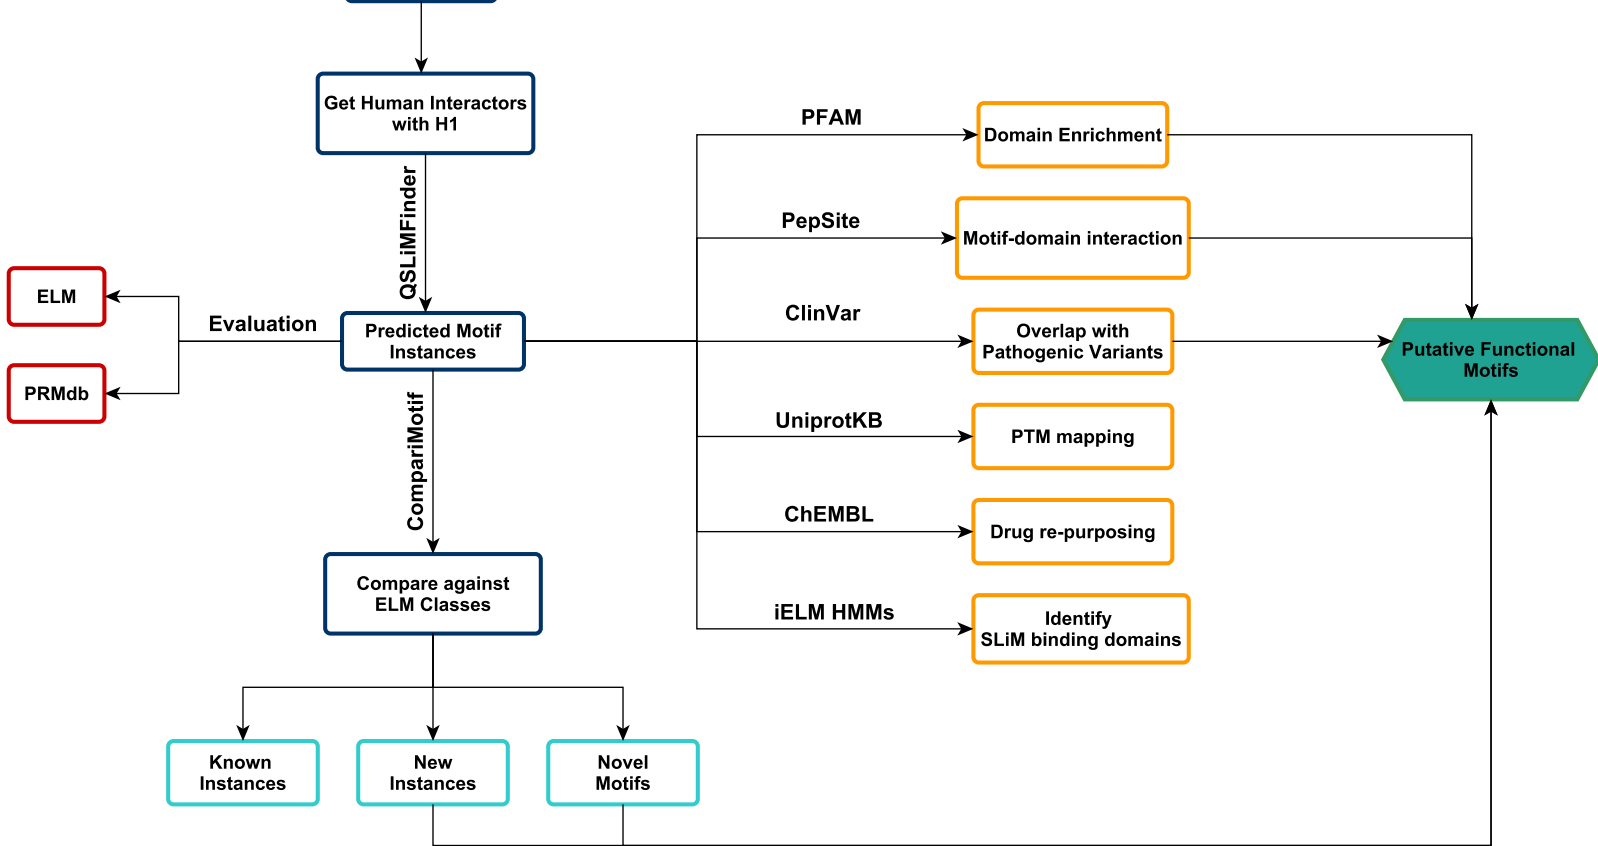 Get Human Interactors
with H1
QSLiMFinder
PFAM
Domain Enrichment
PepSite
Motif-domain interaction
ELM
PRMdb
Evaluation
Predicted Motif
Instances
ClinVar
Overlap with
Pathogenic Variants
Putative Functional
Motifs
UniprotKB
PTM mapping
CompariMotif
ChEMBL
Drug re-purposing
Compare against
ELM Classes
iELM HMMs
Identify
SLiM binding domains
Known
Instances
New
Instances
Novel
Motifs